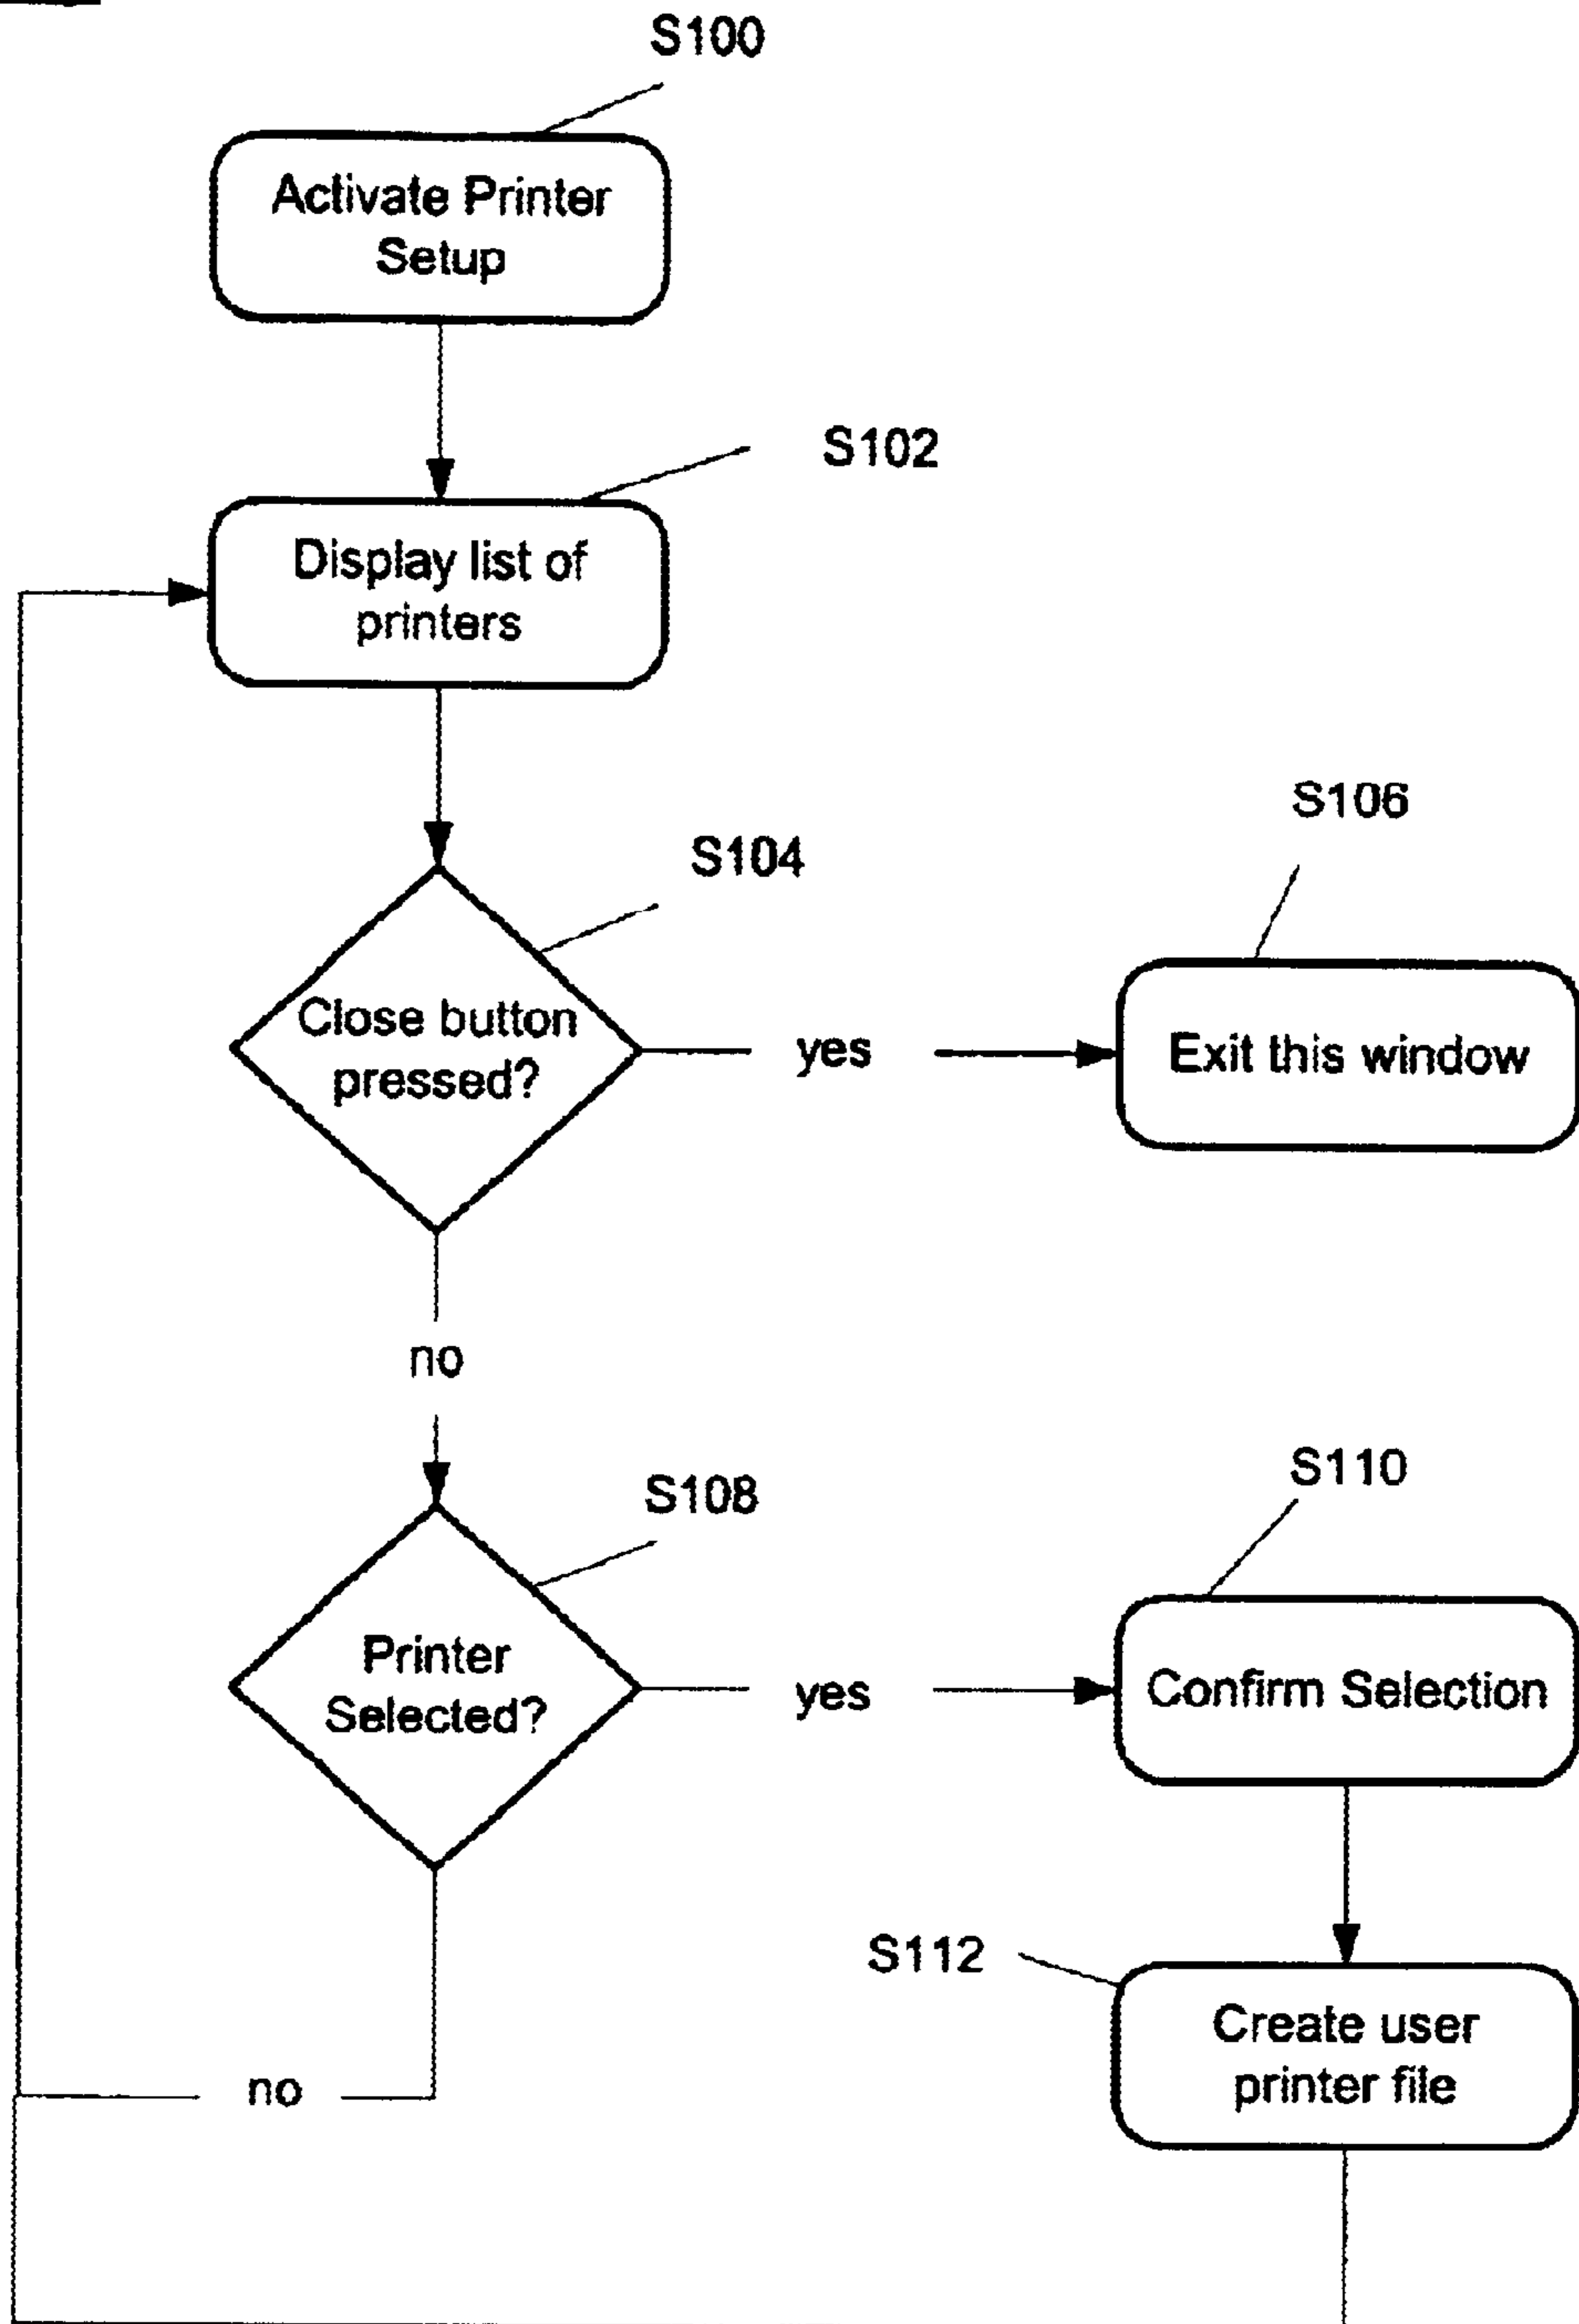 S100
Activate Printer
Setup
S102
Display list of
printers
S104
Close button
pressed?
yes
S106
Exit this window
no
S108
Printer
Selected?
yes
S110
Confirm Selection
S112
Create user
printer file
no